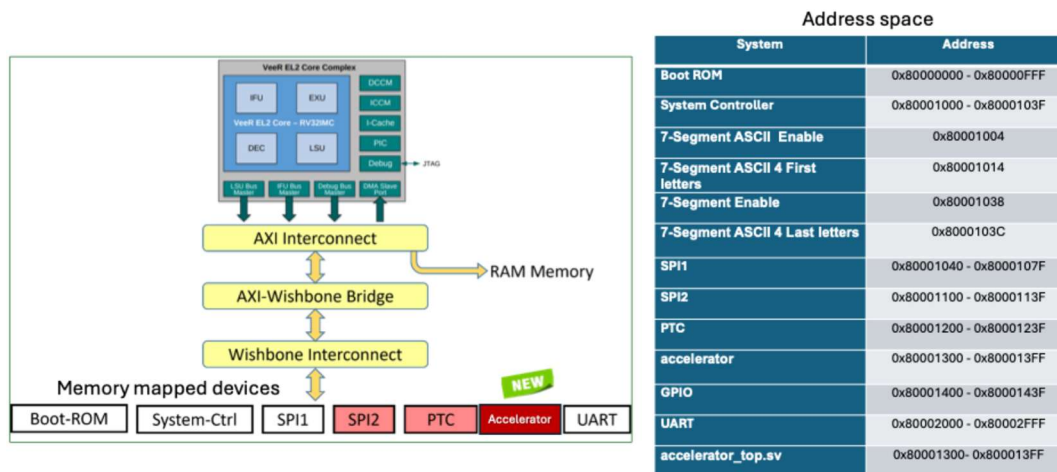 Address space
VeeR EL2 Core Complex
IFU
EXU
VeeR EL2 Core – RV32IMC
DEC
LSU
DCCM
ICCM
I-Cache
PIC
Debug
JTAG
LSU Bus Master
IFU Bus Master
Debug Bus Master
DMA Slave Port
AXI Interconnect
RAM Memory
AXI-Wishbone Bridge
Wishbone Interconnect
Memory mapped devices
NEW
Boot-ROM
System-Ctrl
SPI1
SPI2
PTC
Accelerator
UART
System Address
Boot ROM 0x80000000 - 0x80000FFF
System Controller 0x80001000 - 0x8000103F
7-Segment ASCII Enable 0x80001004
7-Segment ASCII 4 First letters 0x80001014
7-Segment Enable 0x80001038
7-Segment ASCII 4 Last letters 0x8000103C
SPI1 0x80001040 - 0x8000107F
SPI2 0x80001100 - 0x8000113F
PTC 0x80001200 - 0x8000123F
accelerator 0x80001300 - 0x800013FF
GPIO 0x80001400 - 0x8000143F
UART 0x80002000 - 0x80002FFF
accelerator_top.sv 0x80001300- 0x800013FF